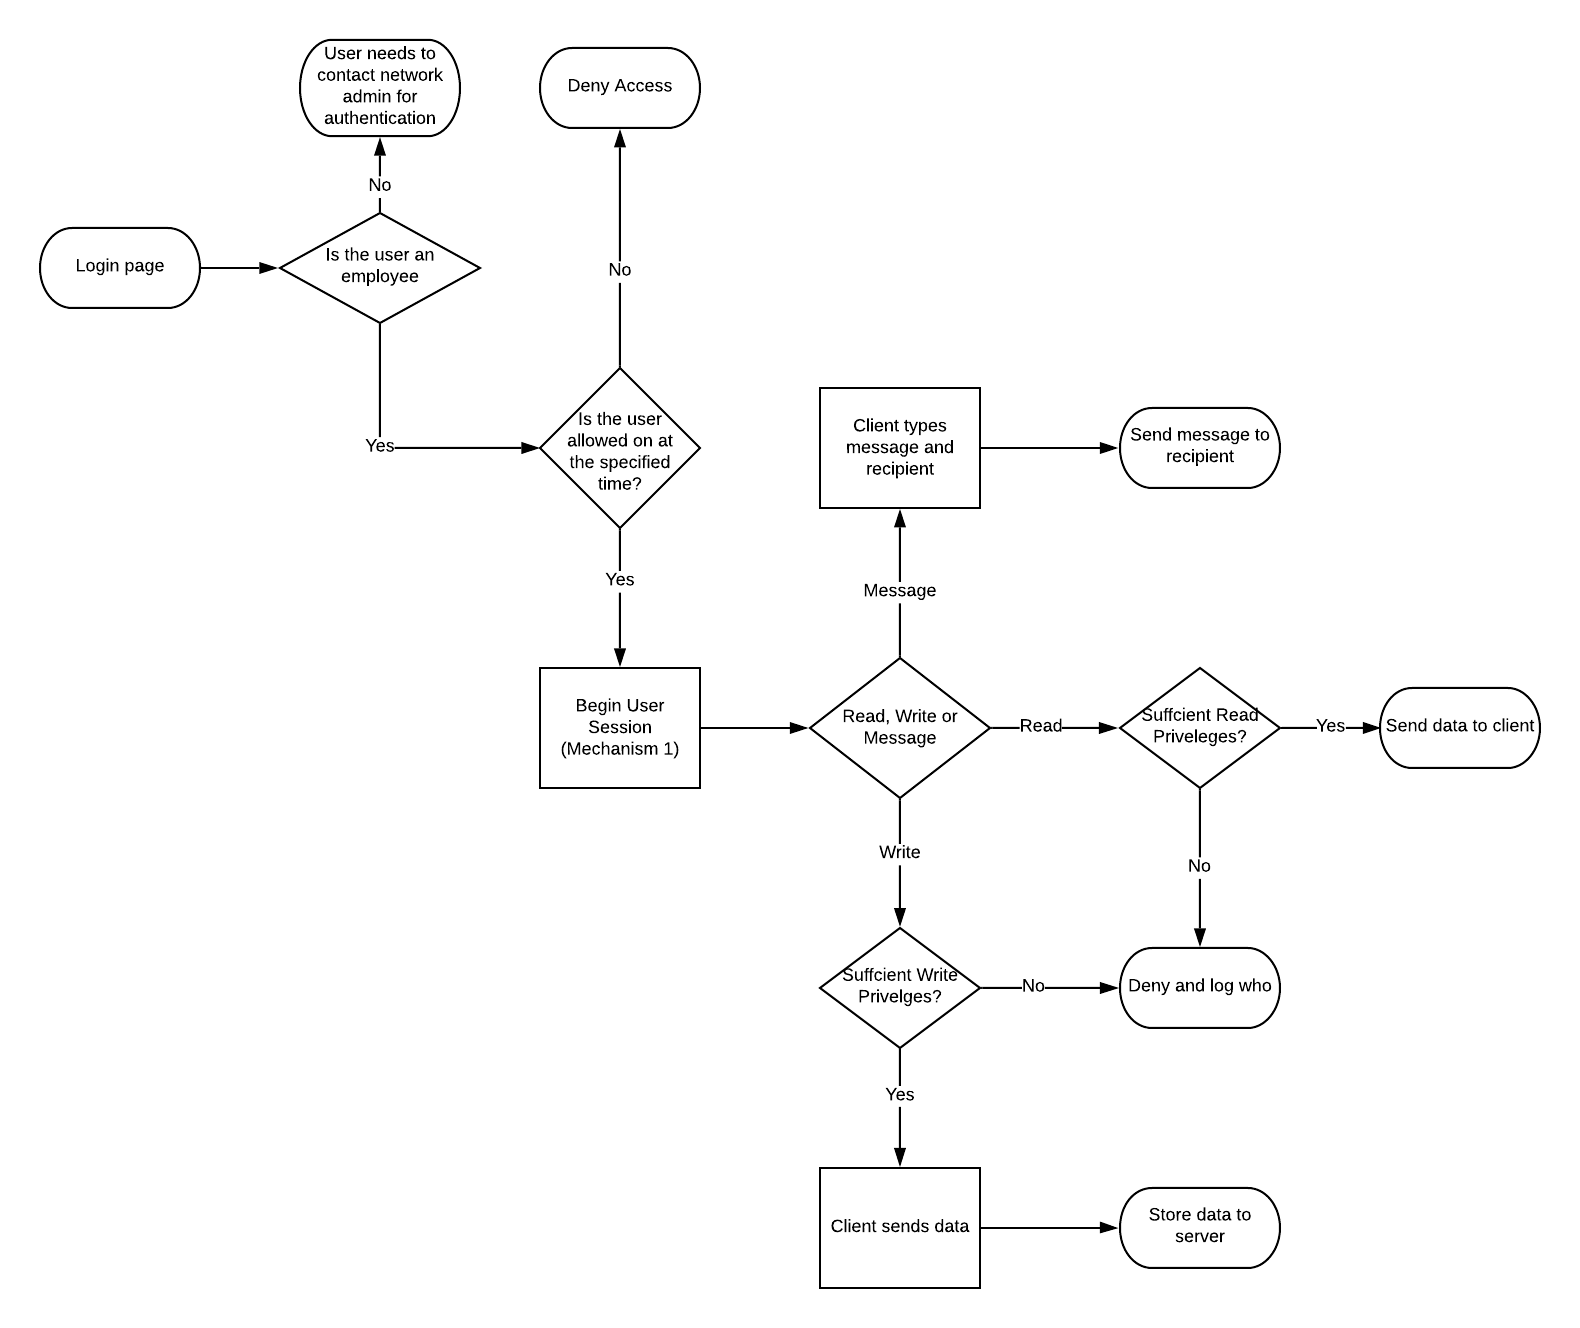 User needs to
contact network
admin for
authentication
Deny Access
No
Login page
Is the user an
employee
No
Yes
Is the user
allowed on at
the specified
time?
Yes
Client types
message and
recipient
Send message to
recipient
Message
Begin User
Session
(Mechanism 1)
Read, Write or
Message
Read
Suffcient Read
Priveleges?
Yes
Send data to client
Write
No
Suffcient Write
Privelges?
No
Deny and log who
Yes
Client sends data
Store data to
server